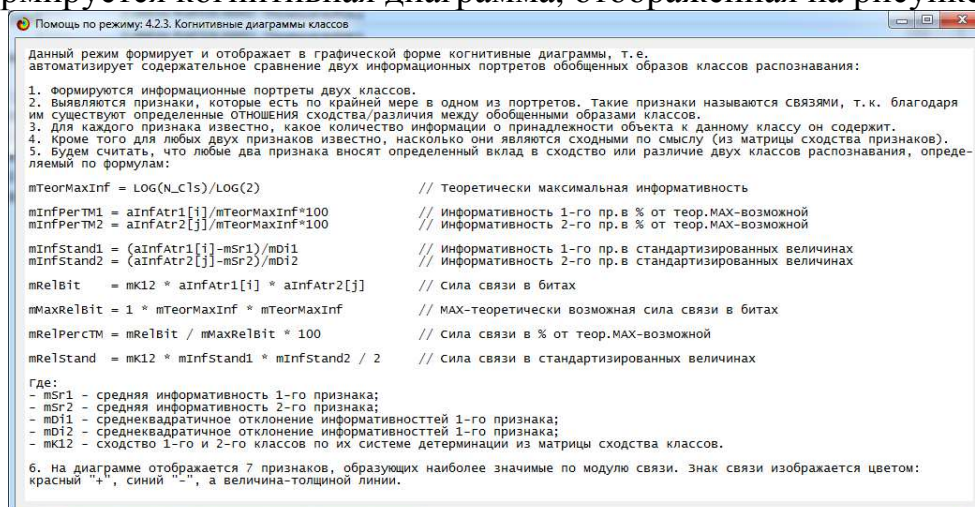 рмируется когнитивная диаграмма, отображенная на рисунке
Помощь по режиму: 4.2.3. Когнитивные диаграммы классов
Данный режим формирует и отображает в графической форме когнитивные диаграммы, т.е.
автоматизирует содержательное сравнение двух информационных портретов обобщенных образов классов распознавания:
1. Формируются информационные портреты двух классов.
2. Выявляются признаки, которые есть по крайней мере в одном из портретов. Такие признаки называются СВЯЗЯМИ, т.к. благодаря
им существуют определенные ОТНОШЕНИЯ сходства/различия между обобщенными образами классов.
3. Для каждого признака известно, какое количество информации о принадлежности объекта к данному классу он содержит.
4. Кроме того для любых двух признаков известно, насколько они являются сходными по смыслу (из матрицы сходства признаков).
5. Будем считать, что любые два признака вносят определенный вклад в сходство или различие двух классов распознавания, опреде-
ляемый по формулам:
mTeorMaxInf = LOG(N_Cls)/LOG(2) // Теоретически максимальная информативность
mInfPerTM1 = aInfAtr1[i]/mTeorMaxInf*100 // Информативность 1-го пр.в % от теор.MAX-возможной
mInfPerTM2 = aInfAtr2[j]/mTeorMaxInf*100 // Информативность 2-го пр.в % от теор.MAX-возможной
mInfStand1 = (aInfAtr1[i]-mSr1)/mDi1 // Информативность 1-го пр.в стандартизированных величинах
mInfStand2 = (aInfAtr2[j]-mSr2)/mDi2 // Информативность 2-го пр.в стандартизированных величинах
mRelBit = mK12 * aInfAtr1[i] * aInfAtr2[j] // Сила связи в битах
mMaxRelBit = 1 * mTeorMaxInf * mTeorMaxInf // MAX-теоретически возможная сила связи в битах
mRelPercTM = mRelBit / mMaxRelBit * 100 // Сила связи в % от теор.MAX-возможной
mRelStand = mK12 * mInfStand1 * mInfStand2 / 2 // Сила связи в стандартизированных величинах
Где:
- mSr1 - средняя информативность 1-го признака;
- mSr2 - средняя информативность 2-го признака;
- mDi1 - среднеквадратичное отклонение информативносттей 1-го признака;
- mDi2 - среднеквадратичное отклонение информативносттей 1-го признака;
- mK12 - сходство 1-го и 2-го классов по их системе детерминации из матрицы сходства классов.
6. На диаграмме отображается 7 признаков, образующих наиболее значимые по модулю связи. Знак связи изображается цветом:
красный "+", синий "-", а величина-толщиной линии.